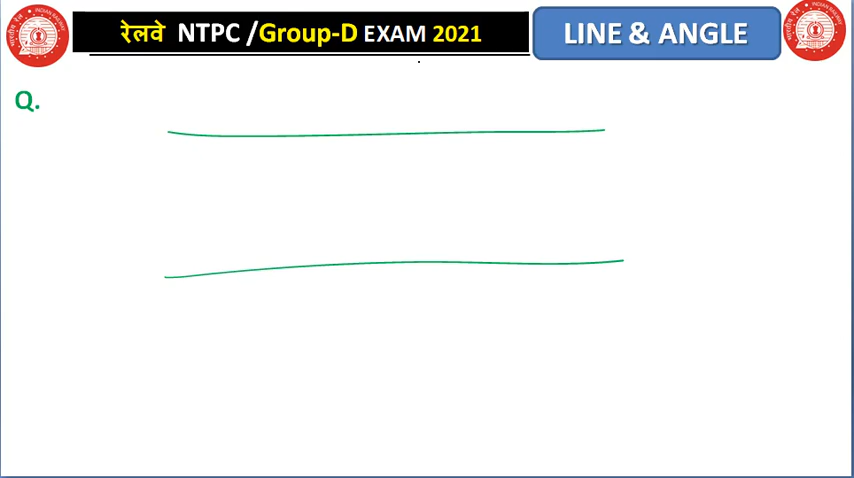 रेलवे NTPC /Group-D EXAM 2021
LINE & ANGLE
Q.